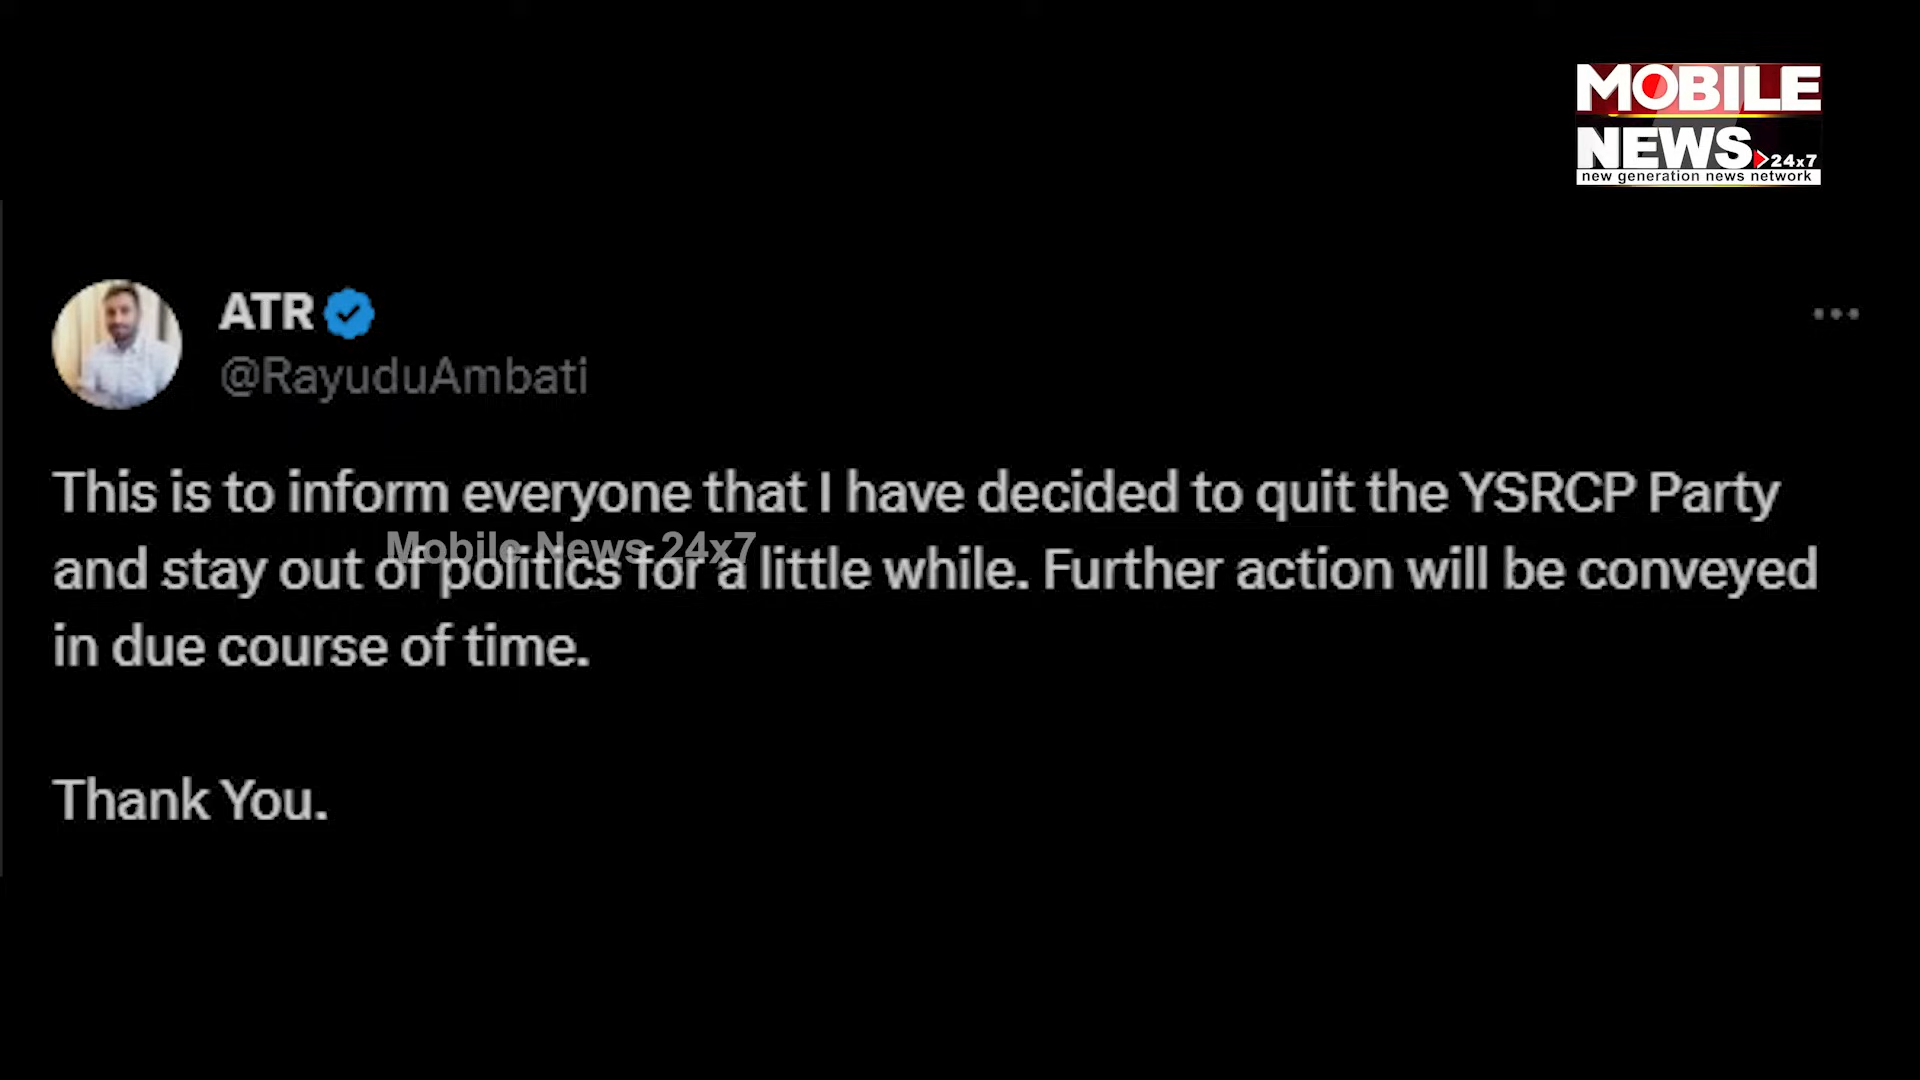 MOBILE
NEWS 24x7
new generation news network
ATR
@RayuduAmbati
This is to inform everyone that I have decided to quit the YSRCP Party
Mobile News 24x7
and stay out of politics for a little while. Further action will be conveyed
in due course of time.
Thank You.